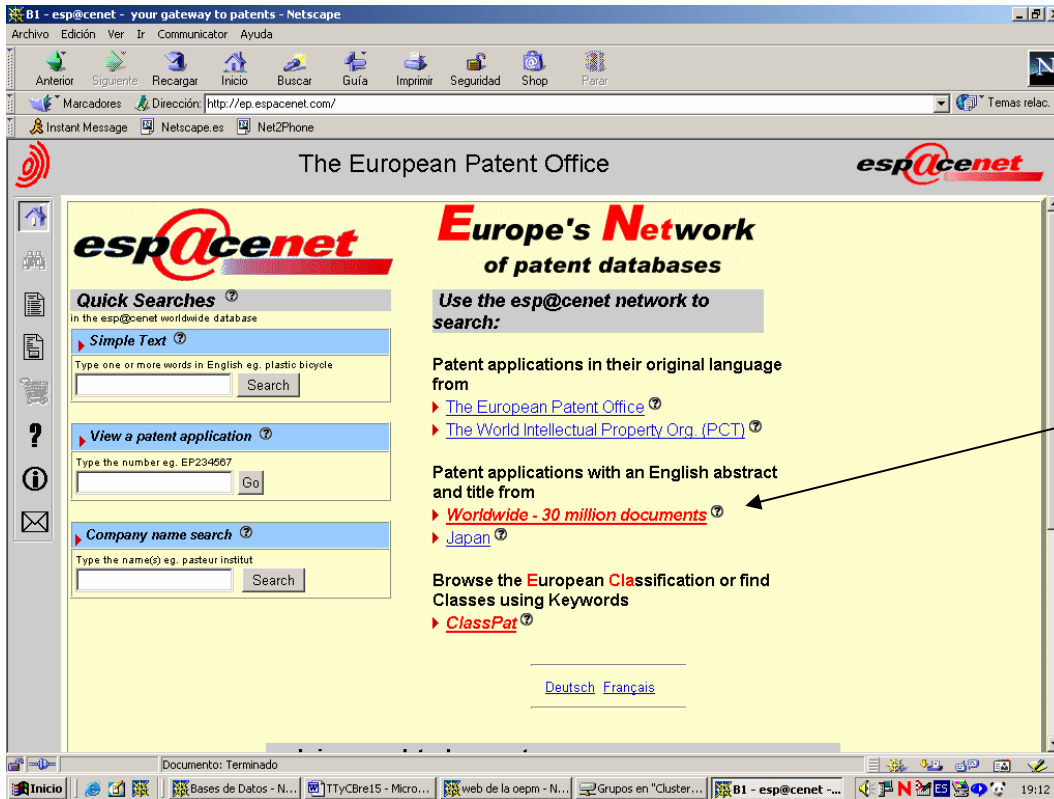 B1 - esp@cenet - your gateway to patents - Netscape
Archivo Edición Ver Ir Communicator Ayuda
Anterior Siguiente Recargar Inicio Buscar Guía Imprimir Seguridad Shop Parar
Marcadores Dirección: http://ep.espacenet.com/ Temas relac.
Instant Message Netscape.es Net2Phone
The European Patent Office
esp@cenet
esp@cenet
Europe's Network
of patent databases
Quick Searches
in the esp@cenet worldwide database
Simple Text
Type one or more words in English eg. plastic bicycle
Search
View a patent application
Type the number eg. EP234567
Go
Company name search
Type the name(s) eg. pasteur institut
Search
Use the esp@cenet network to
search:
Patent applications in their original language
from
The European Patent Office
The World Intellectual Property Org. (PCT)
Patent applications with an English abstract
and title from
Worldwide - 30 million documents
Japan
Browse the European Classification or find
Classes using Keywords
ClassPat
Deutsch Français
Documento: Terminado
Inicio Bases de Datos - N... TTyCBre15 - Micro... web de la oepm - N... Grupos en "Cluster... B1 - esp@cenet -... ES 19:12